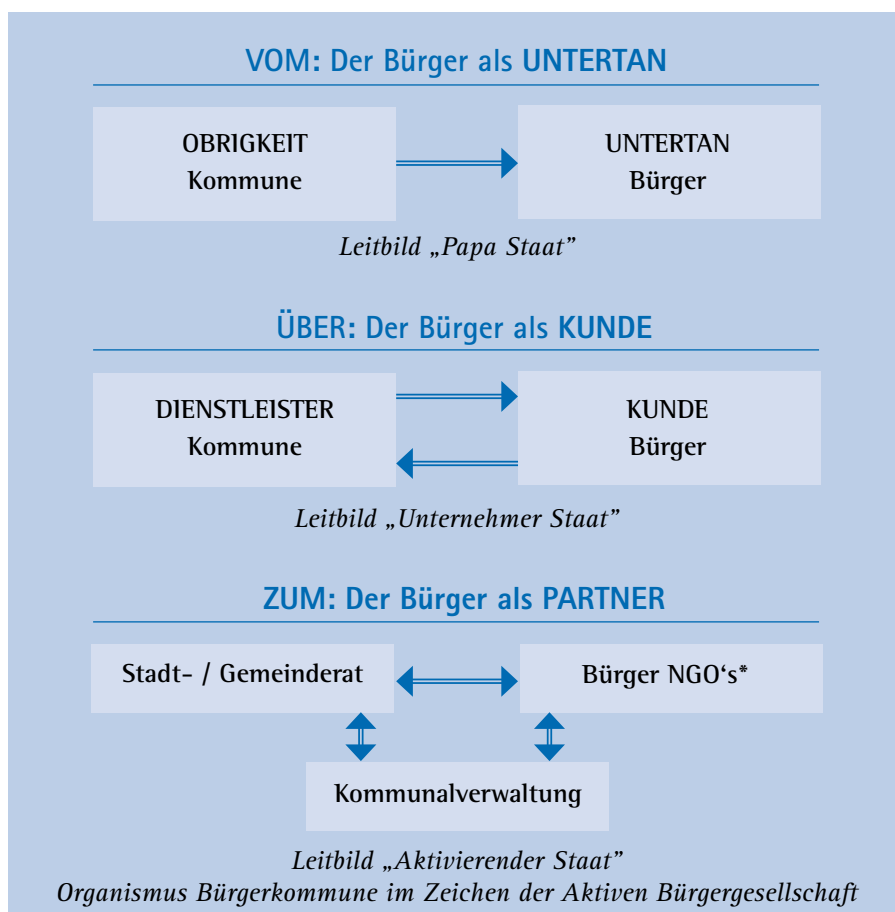 VOM: Der Bürger als UNTERTAN
OBRIGKEIT
Kommune
UNTERTAN
Bürger
Leitbild „Papa Staat”
ÜBER: Der Bürger als KUNDE
DIENSTLEISTER
Kommune
KUNDE
Bürger
Leitbild „Unternehmer Staat”
ZUM: Der Bürger als PARTNER
Stadt- / Gemeinderat
Bürger NGO‘s*
Kommunalverwaltung
Leitbild „Aktivierender Staat”
Organismus Bürgerkommune im Zeichen der Aktiven Bürgergesellschaft